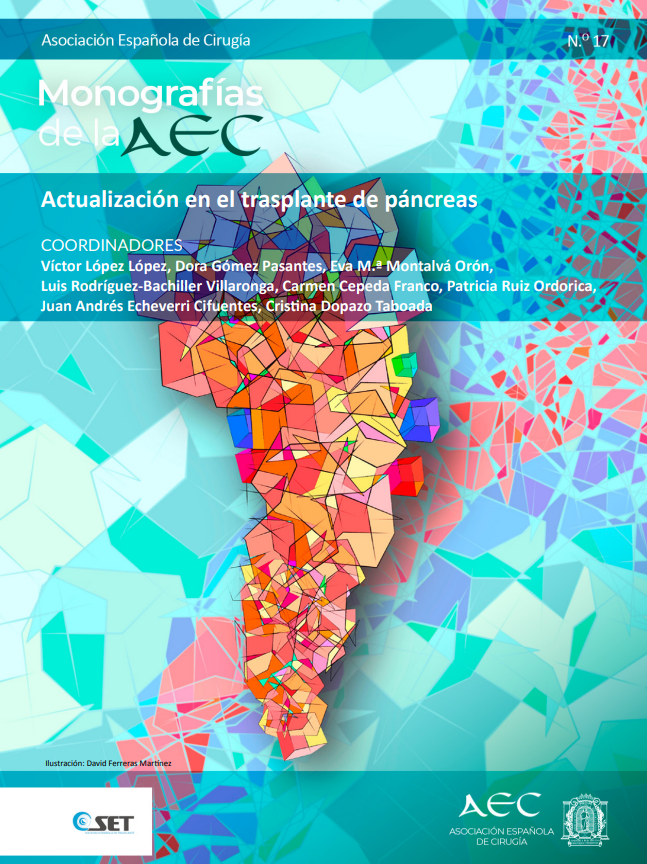 Asociación Española de Cirugía
N.º 17
Monografías
de la AEC
Actualización en el trasplante de páncreas
COORDINADORES
Víctor López López, Dora Gómez Pasantes, Eva M.ª Montalvá Orón,
Luis Rodríguez-Bachiller Villaronga, Carmen Cepeda Franco, Patricia Ruiz Ordorica,
Juan Andrés Echeverri Cifuentes, Cristina Dopazo Taboada
Ilustración: David Ferreras Martínez
SET
AEC
ASOCIACIÓN ESPAÑOLA
DE CIRUGÍA